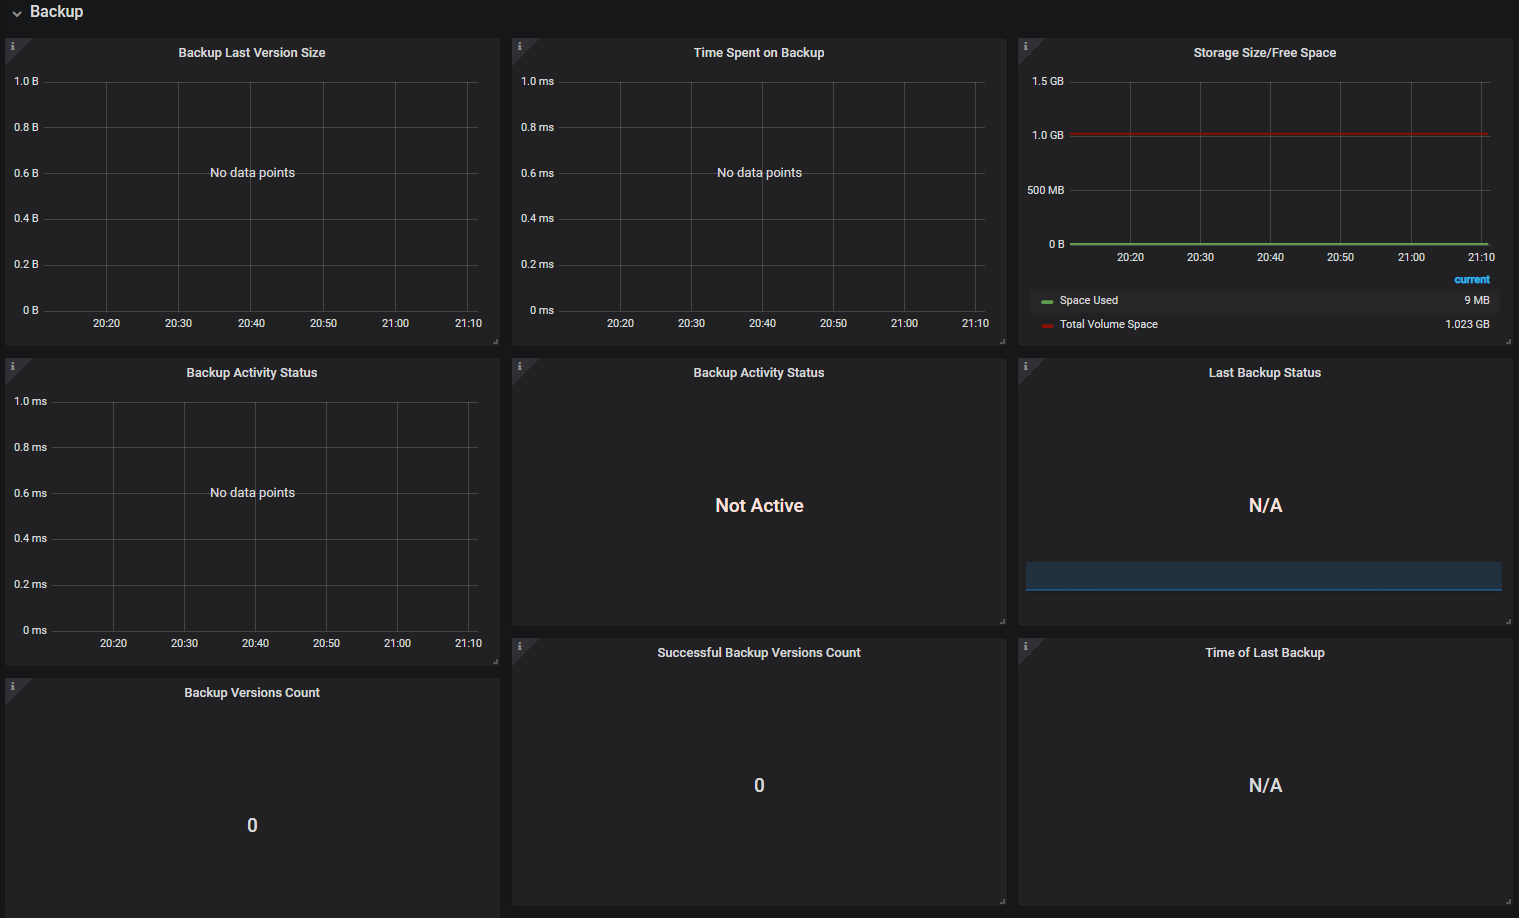 Backup
Backup Last Version Size
1.0 B
0.8 B
0.6 B
0.4 B
0.2 B
0 B
No data points
20:20 20:30 20:40 20:50 21:00 21:10
Time Spent on Backup
1.0 ms
0.8 ms
0.6 ms
0.4 ms
0.2 ms
0 ms
No data points
20:20 20:30 20:40 20:50 21:00 21:10
Storage Size/Free Space
1.5 GB
1.0 GB
500 MB
0 B
20:20 20:30 20:40 20:50 21:00 21:10
current
Space Used 9 MB
Total Volume Space 1.023 GB
Backup Activity Status
1.0 ms
0.8 ms
0.6 ms
0.4 ms
0.2 ms
0 ms
No data points
20:20 20:30 20:40 20:50 21:00 21:10
Backup Activity Status
Not Active
Last Backup Status
N/A
Backup Versions Count
0
Successful Backup Versions Count
0
Time of Last Backup
N/A